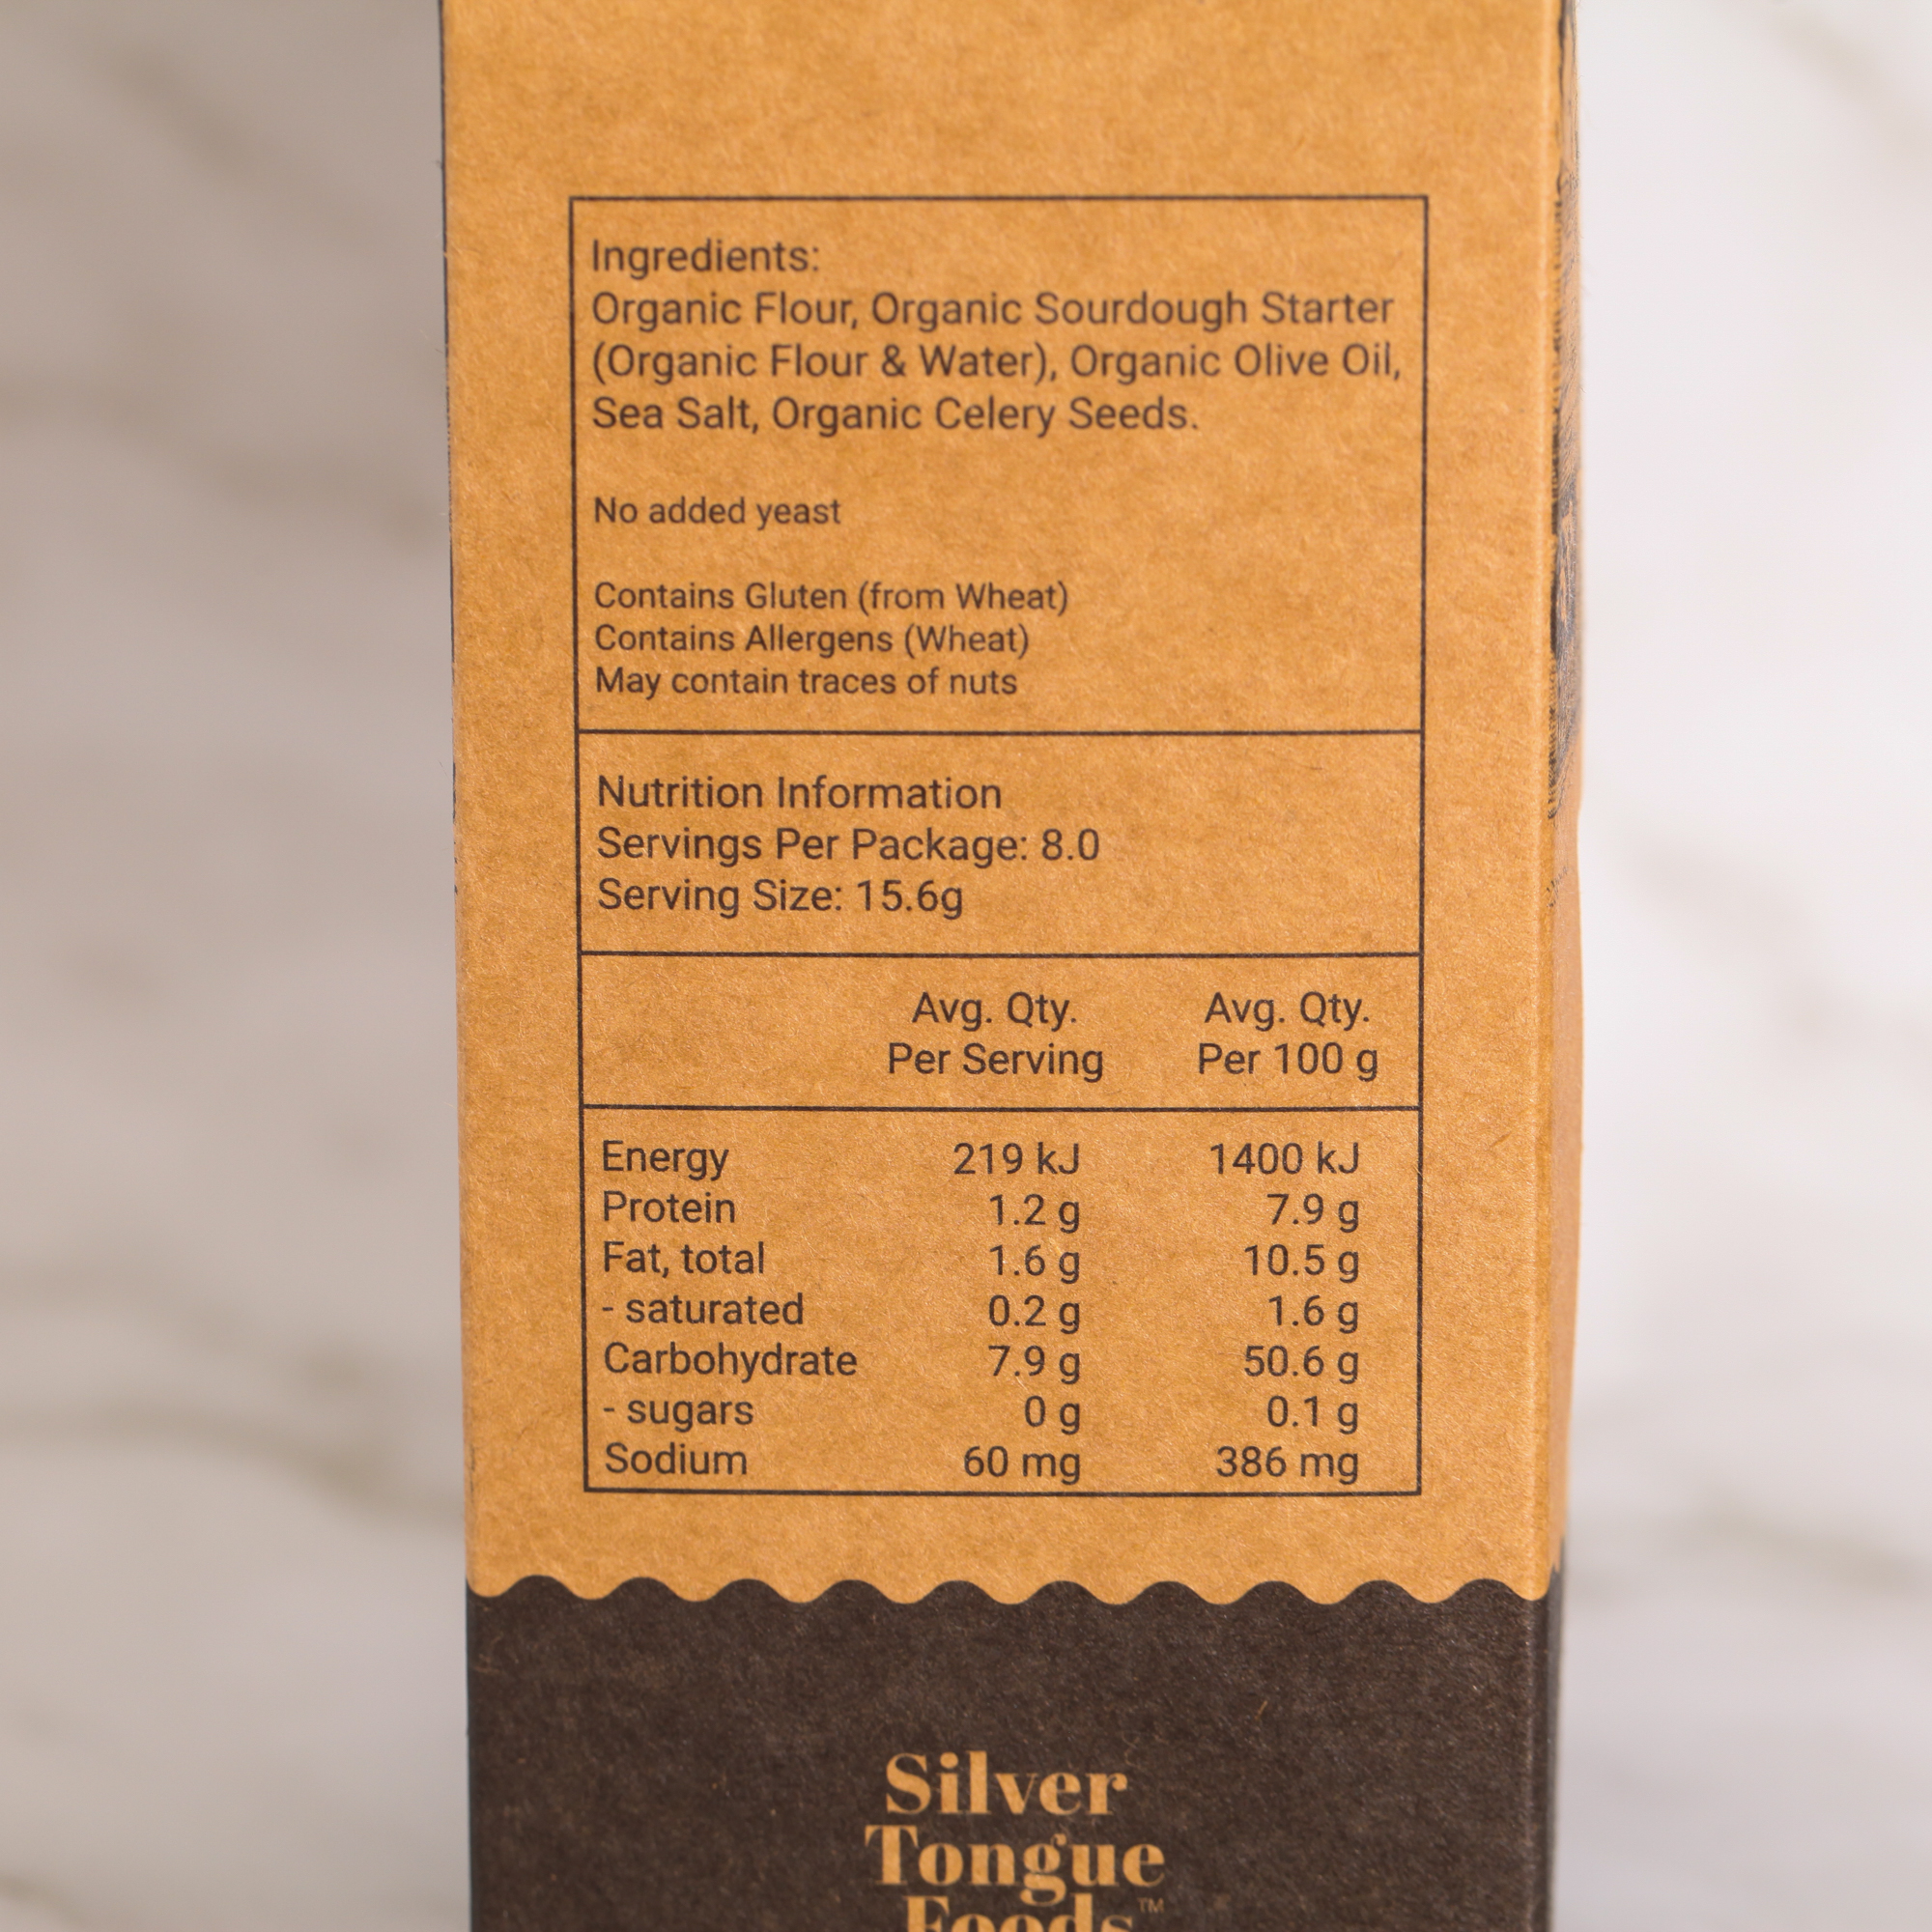 Ingredients:
Organic Flour, Organic Sourdough Starter
(Organic Flour & Water), Organic Olive Oil,
Sea Salt, Organic Celery Seeds.
No added yeast
Contains Gluten (from Wheat)
Contains Allergens (Wheat)
May contain traces of nuts
Nutrition Information
Servings Per Package: 8.0
Serving Size: 15.6g
Avg. Qty. Avg. Qty.
Per Serving Per 100 g
Energy 219 kJ 1400 kJ
Protein 1.2 g 7.9 g
Fat, total 1.6 g 10.5 g
- saturated 0.2 g 1.6 g
Carbohydrate 7.9 g 50.6 g
- sugars 0 g 0.1 g
Sodium 60 mg 386 mg
Silver
Tongue
Foods™